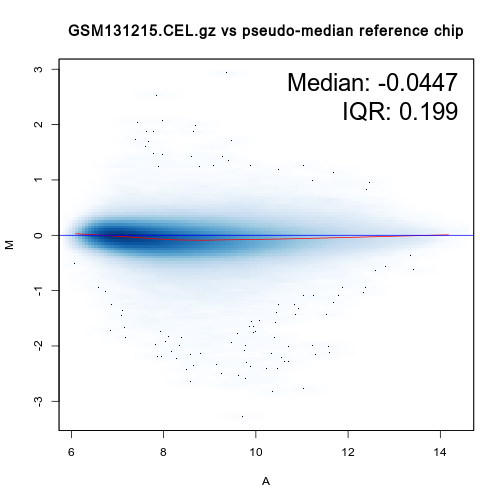 GSM131215.CEL.gz vs pseudo-median reference chip
Median: -0.0447
IQR: 0.199
3
2
1
0
-1
-2
-3
M
6 8 10 12 14
A